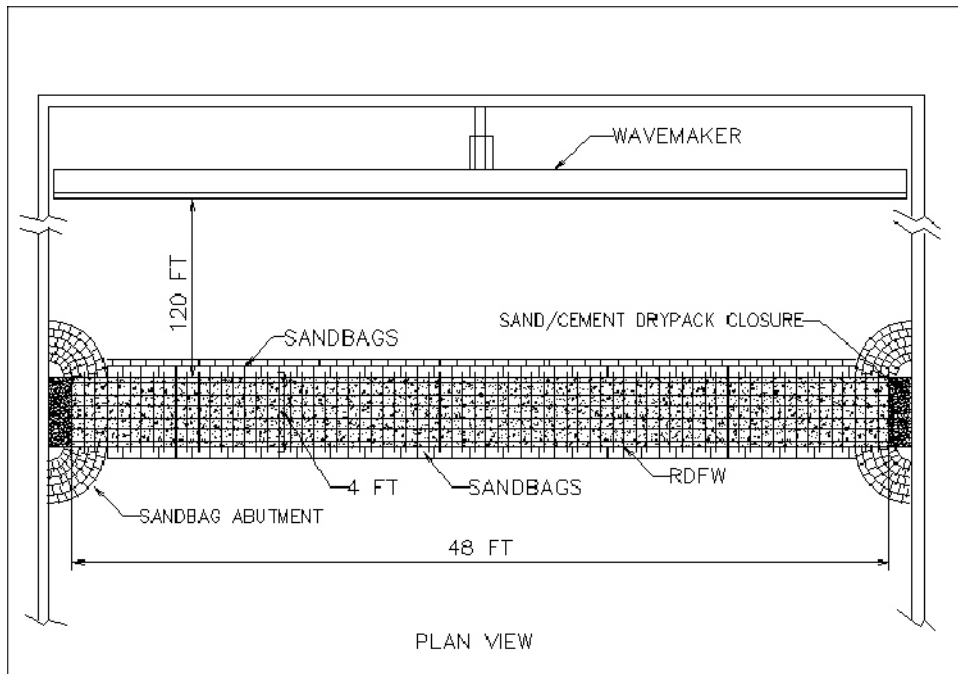 WAVEMAKER
120 FT
SAND/CEMENT DRYPACK CLOSURE
SANDBAGS
4 FT
SANDBAGS
RDFW
SANDBAG ABUTMENT
48 FT
PLAN VIEW